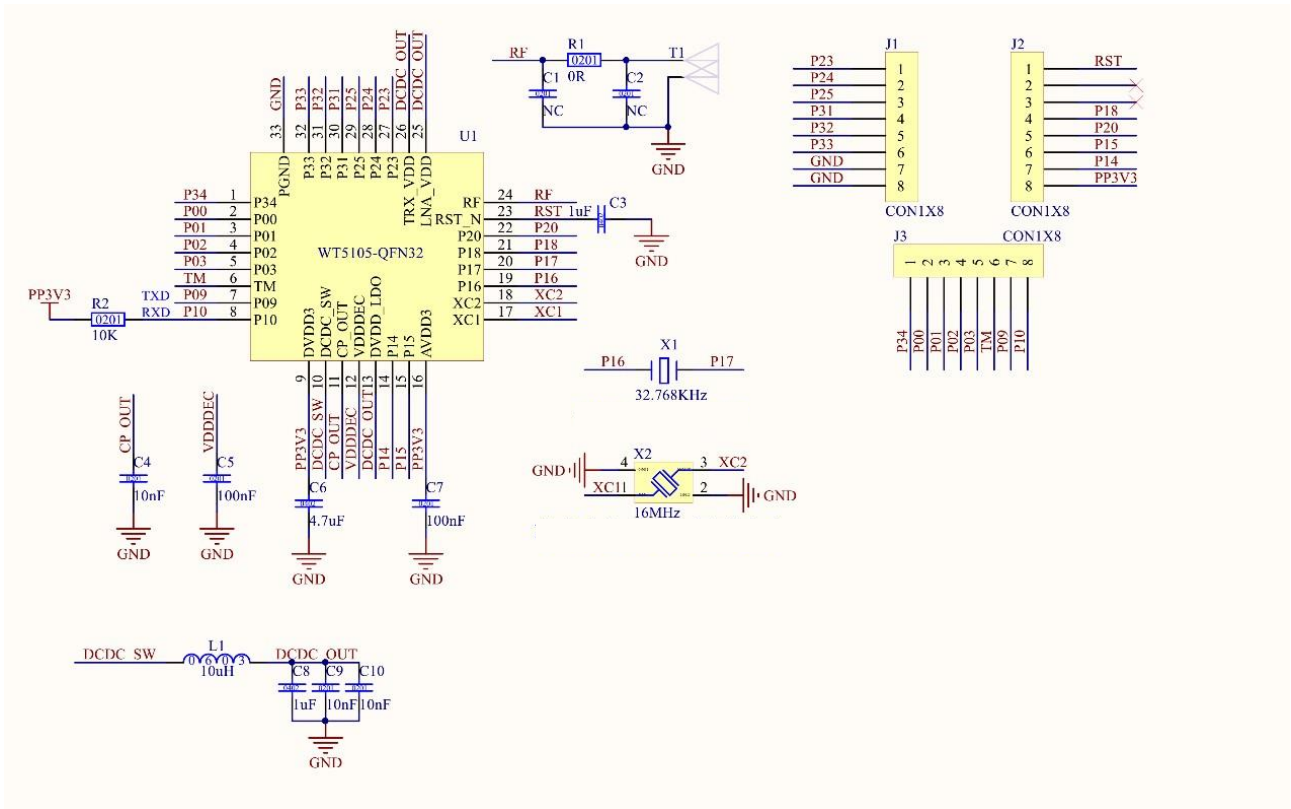 RF
R1
0201
0R
T1
C1
NC
C2
NC
GND
J1
P23 1
P24 2
P25 3
P31 4
P32 5
P33 6
GND 7
GND 8
CON1X8
J2
1 RST
2
3
4 P18
5 P20
6 P15
7 P14
8 PP3V3
CON1X8
J3 CON1X8
1 2 3 4 5 6 7 8
P34 P00 P01 P02 P03 TM P09 P10
GND P33 P32 P31 P25 P24 P23 DCDC_OUT DCDC_OUT
33 32 31 30 29 28 27 26 25
PGND P33 P32 P31 P25 P24 P23 TRX_VDD LNA_VDD
U1
P34 1 P34
P00 2 P00
P01 3 P01
P02 4 P02
P03 5 P03
TM 6 TM
TXD P09 7 P09
RXD P10 8 P10
WT5105-QFN32
RF 24 RF
RST_N 23 RST
P20 22 P20
P18 21 P18
P17 20 P17
P16 19 P16
XC2 18 XC2
XC1 17 XC1
1uF
C3
GND
PP3V3
R2
0201
10K
DVDD3 DCDC_SW CP_OUT VDDDEC DVDD_LDO P14 P15 AVDD3
9 10 11 12 13 14 15 16
PP3V3 DCDC_SW CP_OUT VDDDEC DCDC_OUT P14 P15 PP3V3
X1
P16 P17
32.768KHz
X2
GND 4 3 XC2
XC1 1 2 GND
16MHz
CP_OUT
C4
10nF
GND
VDDDEC
C5
100nF
GND
C6
4.7uF
GND
C7
100nF
GND
DCDC_SW
L1
0603
10uH
DCDC_OUT
C8 C9 C10
1uF 10nF 10nF
GND